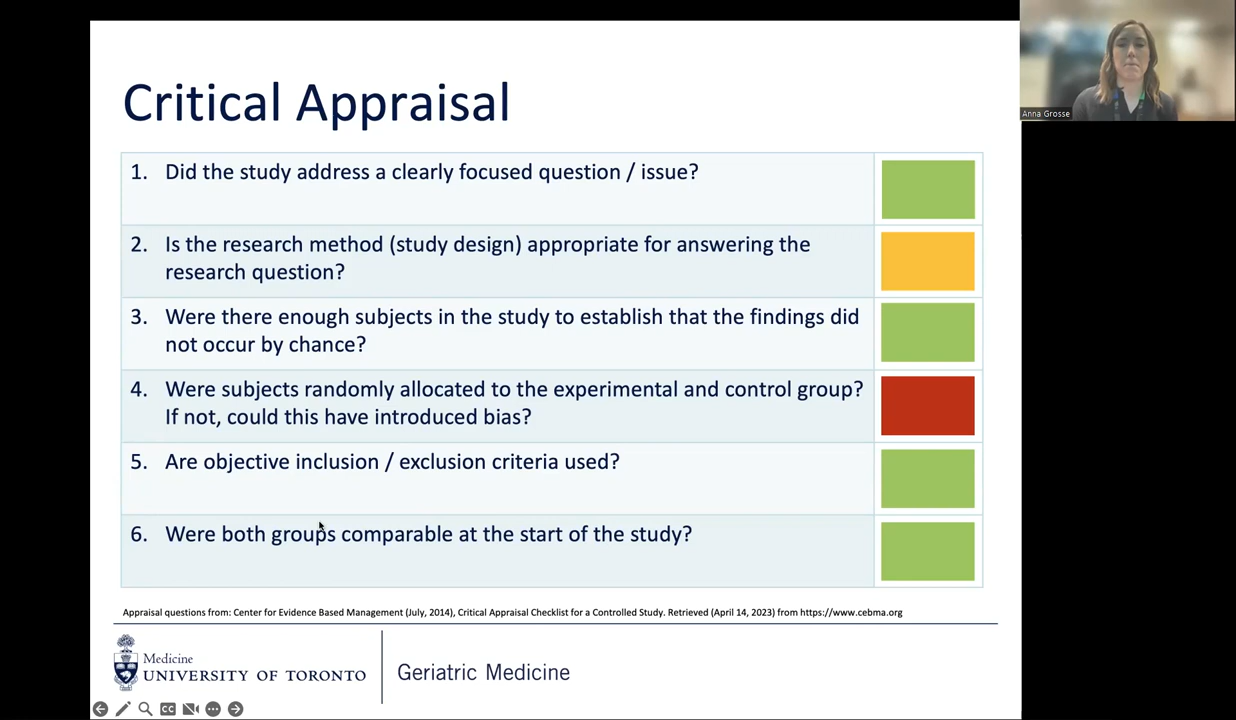 Critical Appraisal
1. Did the study address a clearly focused question / issue?
2. Is the research method (study design) appropriate for answering the
research question?
3. Were there enough subjects in the study to establish that the findings did
not occur by chance?
4. Were subjects randomly allocated to the experimental and control group?
If not, could this have introduced bias?
5. Are objective inclusion / exclusion criteria used?
6. Were both groups comparable at the start of the study?
Appraisal questions from: Center for Evidence Based Management (July, 2014), Critical Appraisal Checklist for a Controlled Study. Retrieved (April 14, 2023) from https://www.cebma.org
Medicine
UNIVERSITY OF TORONTO
Geriatric Medicine
CC
Anna Grosse